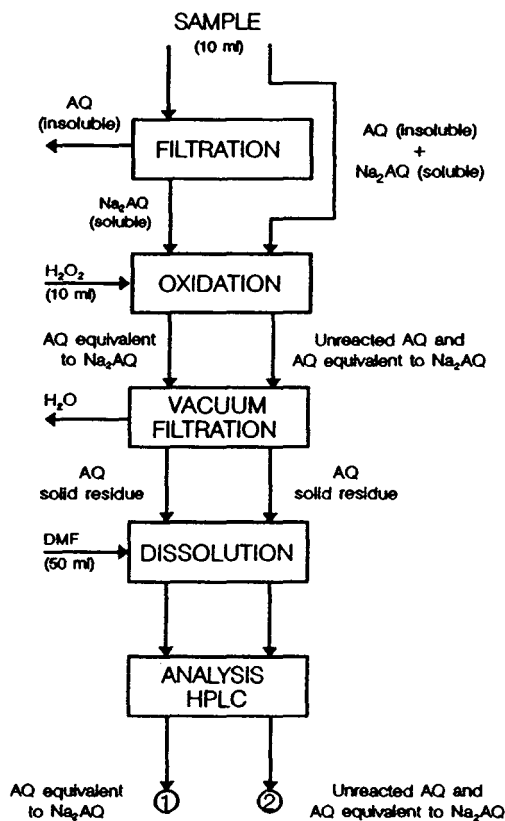 SAMPLE
(10 ml)
AQ
(insoluble)
FILTRATION
AQ (insoluble)
+
Na₂AQ (soluble)
Na₂AQ
(soluble)
H₂O₂
(10 ml)
OXIDATION
AQ equivalent
to Na₂AQ
Unreacted AQ and
AQ equivalent to Na₂AQ
H₂O
VACUUM
FILTRATION
AQ
solid residue
AQ
solid residue
DMF
(50 ml)
DISSOLUTION
ANALYSIS
HPLC
AQ equivalent
to Na₂AQ
①
②
Unreacted AQ and
AQ equivalent to Na₂AQ